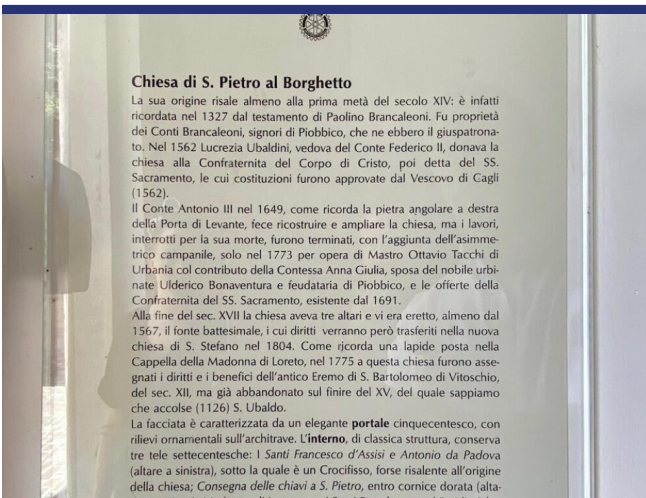 Chiesa di S. Pietro al Borghetto
La sua origine risale almeno alla prima metà del secolo XIV: è infatti
ricordata nel 1327 dal testamento di Paolino Brancaleoni. Fu proprietà
dei Conti Brancaleoni, signori di Piobbico, che ne ebbero il giuspatrona-
to. Nel 1562 Lucrezia Ubaldini, vedova del Conte Federico II, donava la
chiesa alla Confraternita del Corpo di Cristo, poi detta del SS.
Sacramento, le cui costituzioni furono approvate dal Vescovo di Cagli
(1562).
Il Conte Antonio III nel 1649, come ricorda la pietra angolare a destra
della Porta di Levante, fece ricostruire e ampliare la chiesa, ma i lavori,
interrotti per la sua morte, furono terminati, con l'aggiunta dell'asimme-
trico campanile, solo nel 1773 per opera di Mastro Ottavio Tacchi di
Urbania col contributo della Contessa Anna Giulia, sposa del nobile urbi-
nate Ulderico Bonaventura e feudataria di Piobbico, e le offerte della
Confraternita del SS. Sacramento, esistente dal 1691.
Alla fine del sec. XVII la chiesa aveva tre altari e vi era eretto, almeno dal
1567, il fonte battesimale, i cui diritti verranno però trasferiti nella nuova
chiesa di S. Stefano nel 1804. Come ricorda una lapide posta nella
Cappella della Madonna di Loreto, nel 1775 a questa chiesa furono asse-
gnati i diritti e i benefici dell'antico Eremo di S. Bartolomeo di Vitoschio,
del sec. XII, ma già abbandonato sul finire del XV, del quale sappiamo
che accolse (1126) S. Ubaldo.
La facciata è caratterizzata da un elegante portale cinquecentesco, con
rilievi ornamentali sull'architrave. L'interno, di classica struttura, conserva
tre tele settecentesche: I Santi Francesco d'Assisi e Antonio da Padova
(altare a sinistra), sotto la quale è un Crocifisso, forse risalente all'origine
della chiesa; Consegna delle chiavi a S. Pietro, entro cornice dorata (alta-